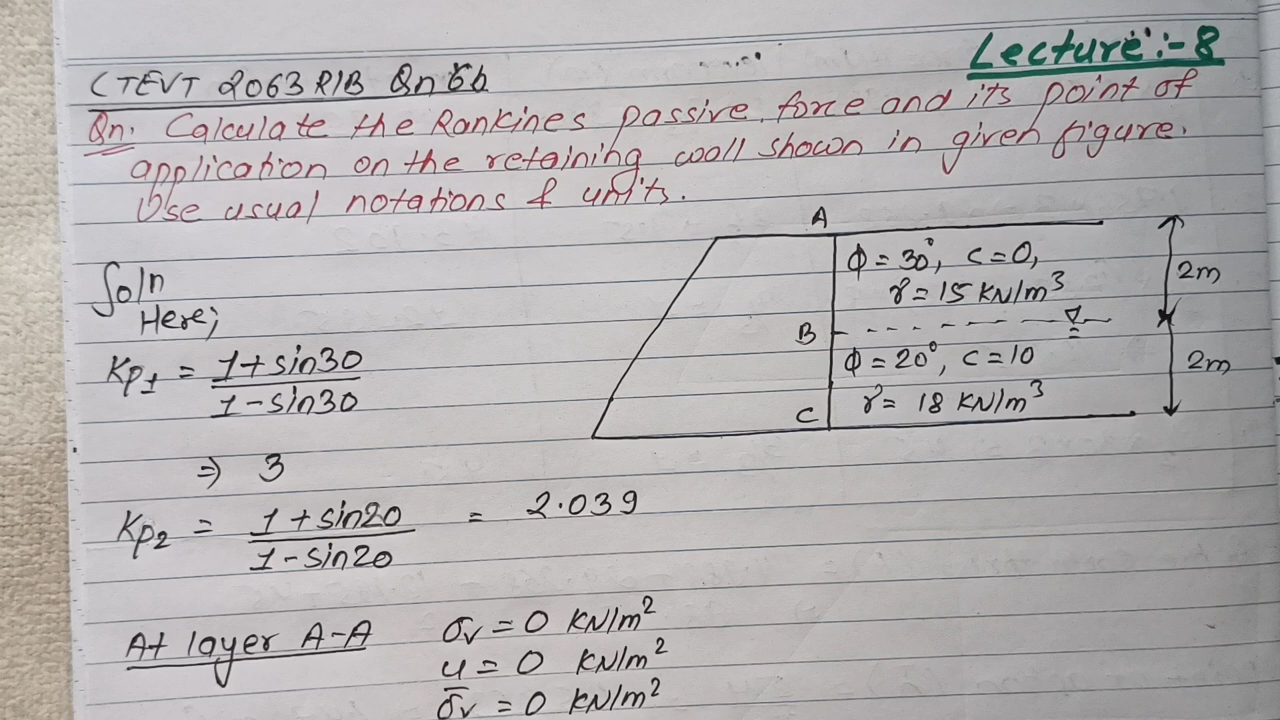 Lecture:-8
CTEVT 2063 R/B Qn 6b
Qn. Calculate the Rankines passive force and its point of
application on the retaining wall shown in given figure.
Use usual notations & units.
A
ϕ = 30°, c = 0,
γ = 15 KN/m³
2m
B
ϕ = 20°, c = 10
γ = 18 KN/m³
2m
C
Soln
Here;
Kp₁ = (1 + sin30)/(1 - sin30)
⇒ 3
Kp₂ = (1 + sin20)/(1 - sin20) = 2.039
At layer A-A σᵥ = 0 KN/m²
u = 0 KN/m²
σ̄ᵥ = 0 KN/m²